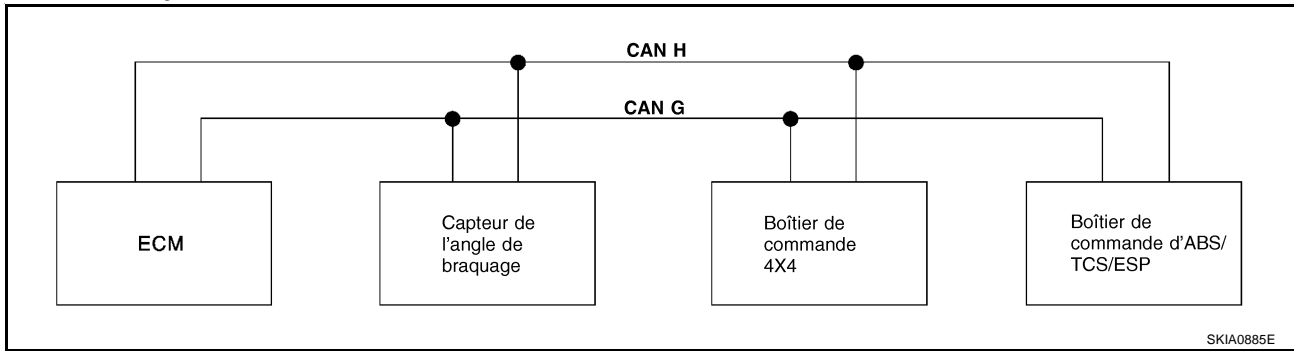 CAN H
CAN G
ECM
Capteur de
l'angle de
braquage
Boîtier de
commande
4X4
Boîtier de
commande d'ABS/
TCS/ESP
SKIA0885E